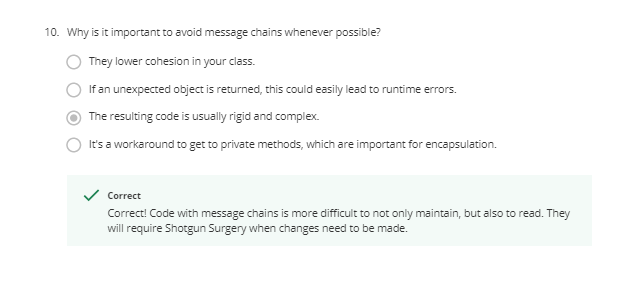 10. Why is it important to avoid message chains whenever possible?
They lower cohesion in your class.
If an unexpected object is returned, this could easily lead to runtime errors.
The resulting code is usually rigid and complex.
It's a workaround to get to private methods, which are important for encapsulation.
Correct
Correct! Code with message chains is more difficult to not only maintain, but also to read. They
will require Shotgun Surgery when changes need to be made.